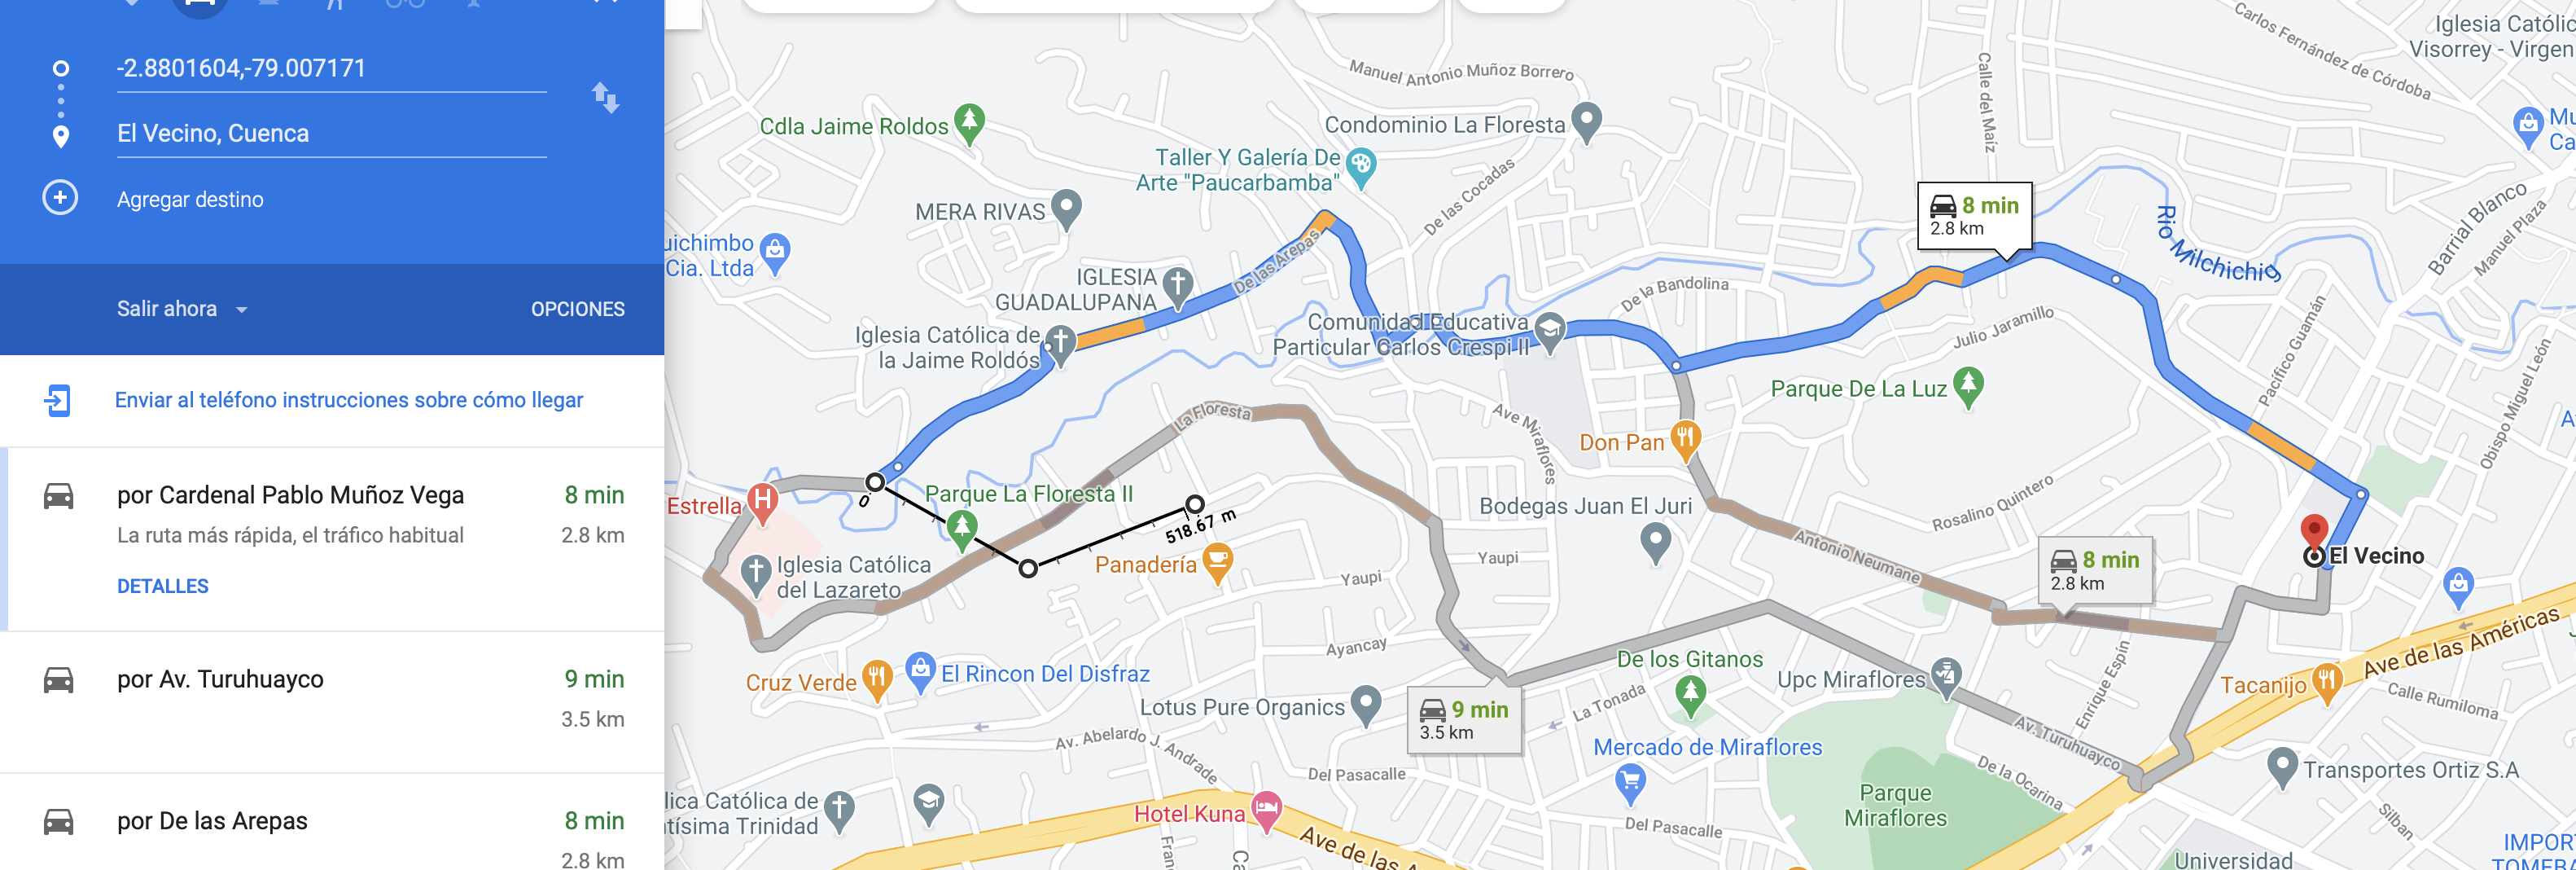 -2.8801604,-79.007171
El Vecino, Cuenca
Agregar destino
Salir ahora
OPCIONES
Enviar al teléfono instrucciones sobre cómo llegar
por Cardenal Pablo Muñoz Vega
8 min
La ruta más rápida, el tráfico habitual
2.8 km
DETALLES
por Av. Turuhuayco
9 min
3.5 km
por De las Arepas
8 min
2.8 km
Manuel Antonio Muñoz Borrero
Calle del Maíz
Carlos Fernández de Córdoba
Iglesia Católic
Visorrey - Virgen
Cdla Jaime Roldos
Condominio La Floresta
Mu
Ca
Taller Y Galería De
Arte "Paucarbamba"
De las Cocadas
MERA RIVAS
8 min
2.8 km
Rio Milchichig
Barrial Blanco
Manuel Plaza
uichimbo
Cia. Ltda
IGLESIA
GUADALUPANA
De las Arepas
De la Bandolina
Iglesia Católica de
la Jaime Roldós
Comunidad Educativa
Particular Carlos Crespi II
Julio Jaramillo
Pacífico Guamán
Obispo Miguel León
Parque De La Luz
La Floresta
Ave Miraflores
Don Pan
A
Estrella
0
Parque La Floresta II
518.67 m
Bodegas Juan El Juri
Rosalino Quintero
Iglesia Católica
del Lazareto
Panadería
Yaupi
Yaupi
Antonio Neumane
8 min
2.8 km
El Vecino
Ayancay
De los Gitanos
Upc Miraflores
Enrique Espín
Ave de las Américas
Cruz Verde
El Rincon Del Disfraz
Lotus Pure Organics
9 min
3.5 km
La Tonada
Tacanijo
Calle Rumiloma
Av. Abelardo J. Andrade
Mercado de Miraflores
Av. Turuhuayco
Del Pasacalle
De la Ocarina
Transportes Ortiz S.A
lica Católica de
tísima Trinidad
Hotel Kuna
Parque
Miraflores
Del Pasacalle
Silban
Ave de las A
Fran
Ca
Universidad
IMPOR
TOMEBA